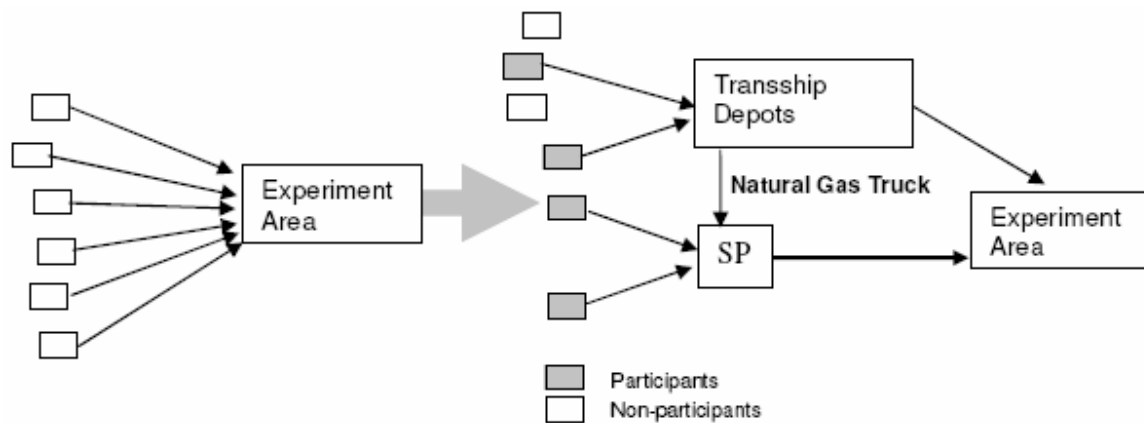 Experiment
Area
Transship
Depots
Natural Gas Truck
SP
Experiment
Area
Participants
Non-participants